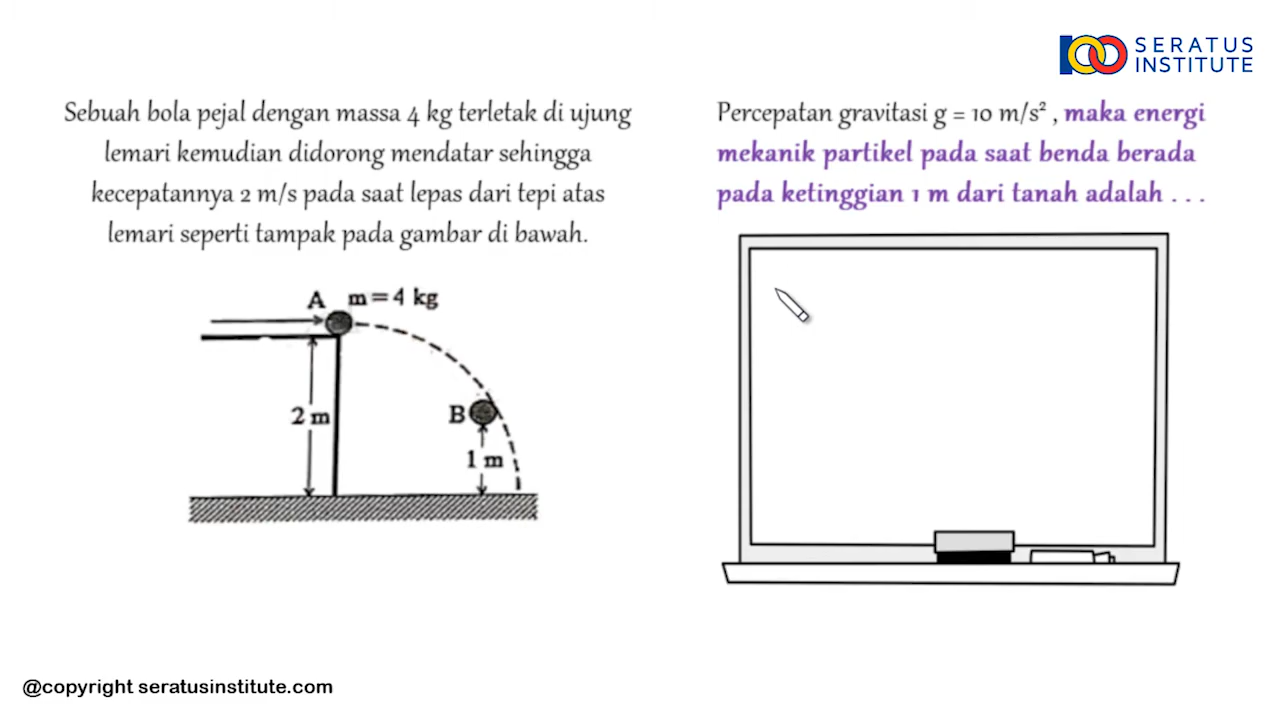 SERATUS
INSTITUTE
Sebuah bola pejal dengan massa 4 kg terletak di ujung
lemari kemudian didorong mendatar sehingga
kecepatannya 2 m/s pada saat lepas dari tepi atas
lemari seperti tampak pada gambar di bawah.
A m = 4 kg
2 m
B
1 m
Percepatan gravitasi g = 10 m/s² , maka energi
mekanik partikel pada saat benda berada
pada ketinggian 1 m dari tanah adalah . . .
@copyright seratusinstitute.com